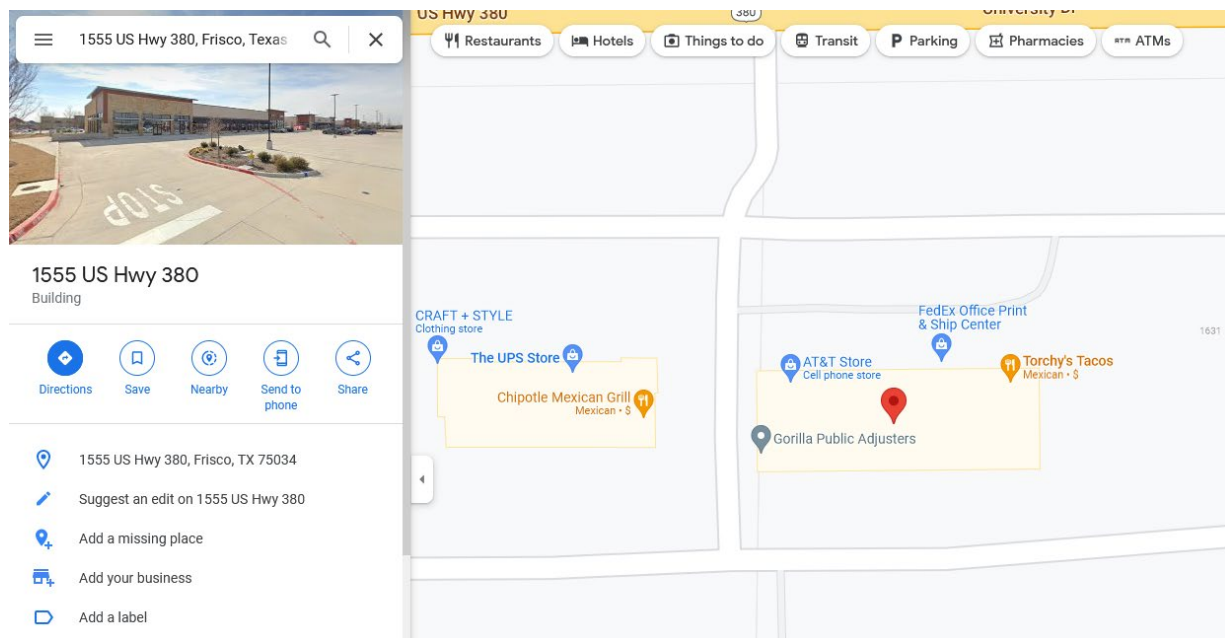 1555 US Hwy 380, Frisco, Texas
STOP
1555 US Hwy 380
Building
Directions
Save
Nearby
Send to
phone
Share
1555 US Hwy 380, Frisco, TX 75034
Suggest an edit on 1555 US Hwy 380
Add a missing place
Add your business
Add a label
US Hwy 380
380
University Dr
Restaurants
Hotels
Things to do
Transit
P Parking
Pharmacies
ATM ATMs
CRAFT + STYLE
Clothing store
The UPS Store
Chipotle Mexican Grill
Mexican • $
FedEx Office Print
& Ship Center
1631
AT&T Store
Cell phone store
Torchy's Tacos
Mexican • $
Gorilla Public Adjusters